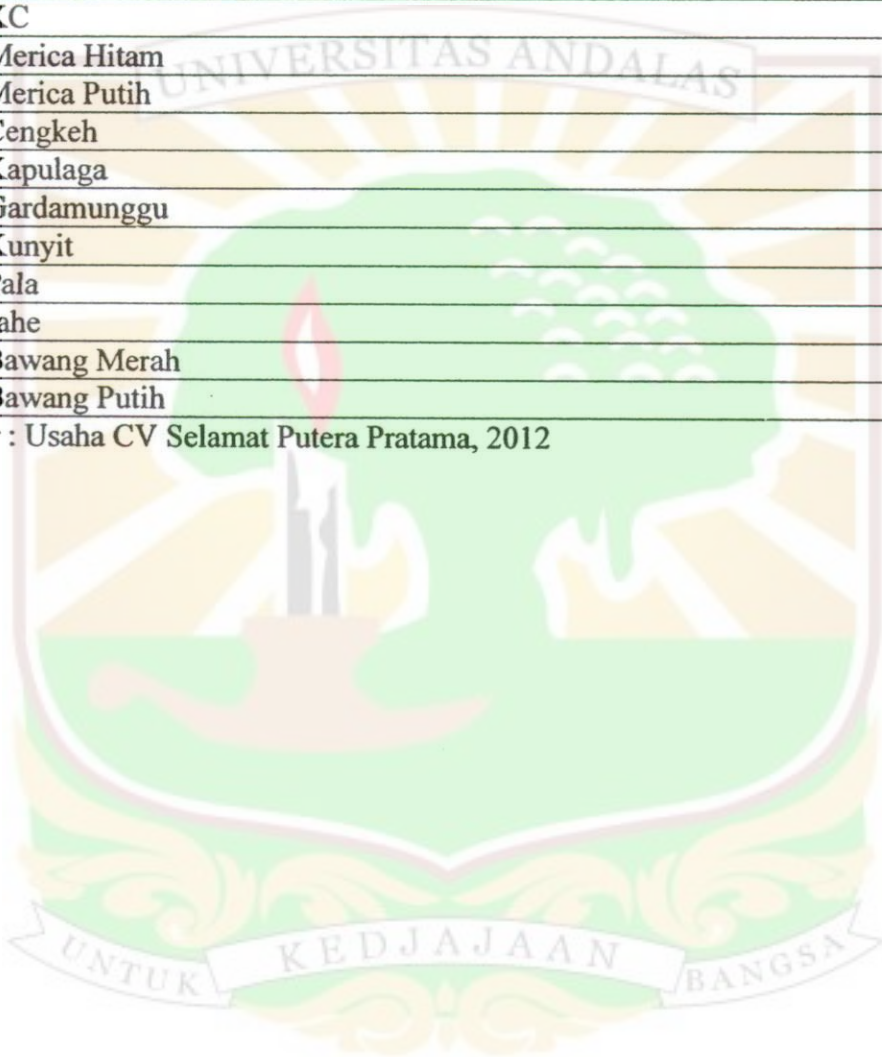 KC
Merica Hitam
Merica Putih
Cengkeh
Kapulaga
Gardamunggu
Kunyit
Pala
Jahe
Bawang Merah
Bawang Putih
: Usaha CV Selamat Putera Pratama, 2012
UNIVERSITAS ANDALAS
UNTUK KEDJAJAAN BANGSA